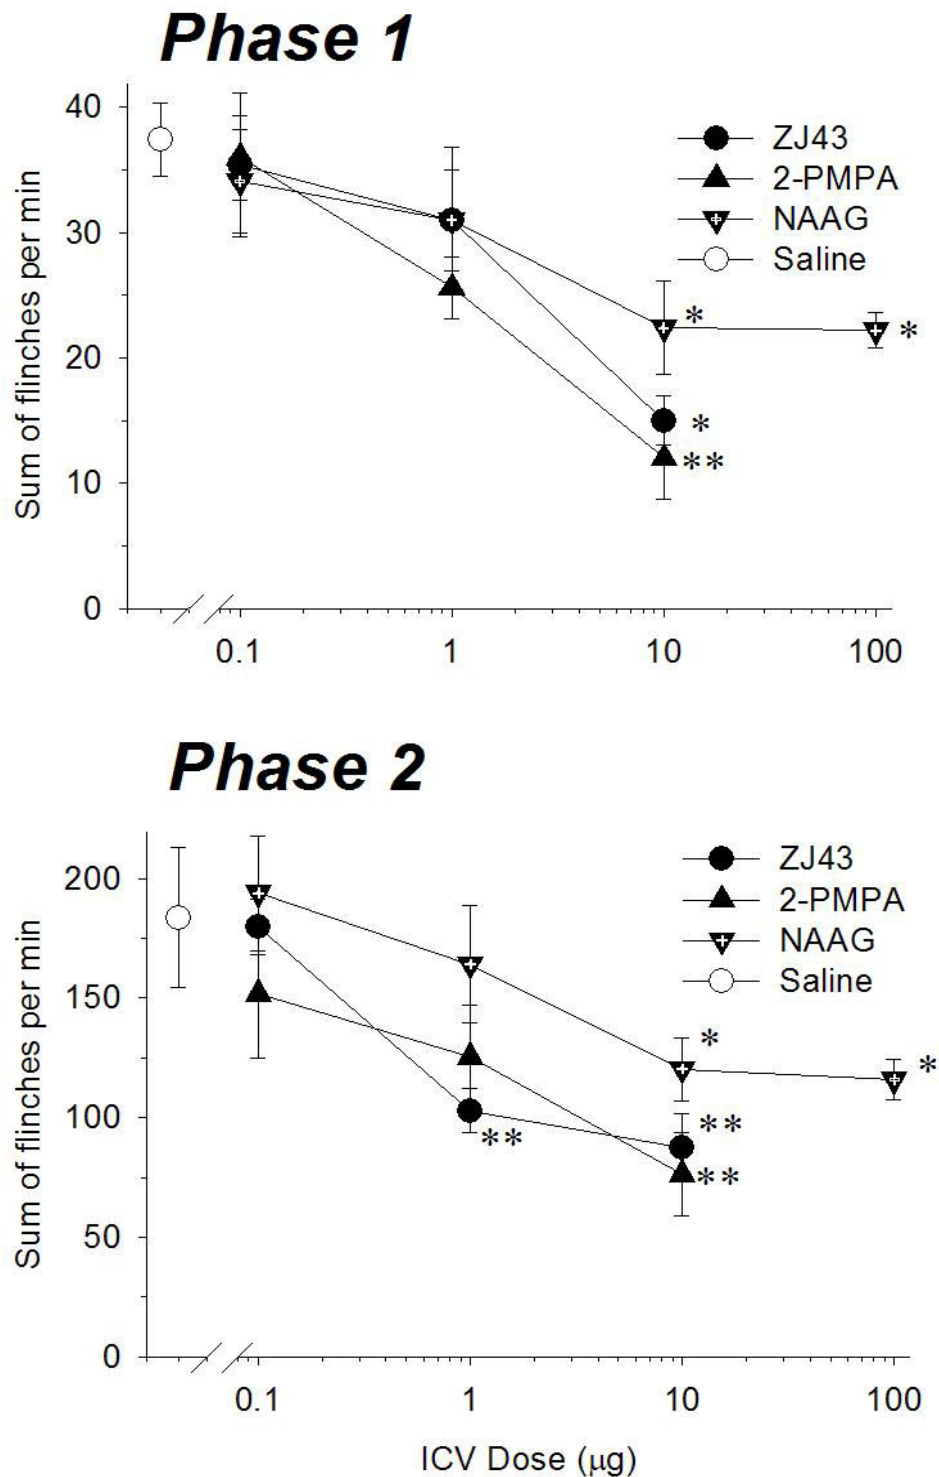 Phase 1
40
30
20
10
0
Sum of flinches per min
ZJ43
2-PMPA
NAAG
Saline
*
*
*
**
0.1 1 10 100
Phase 2
200
150
100
50
0
Sum of flinches per min
ZJ43
2-PMPA
NAAG
Saline
*
*
**
**
**
0.1 1 10 100
ICV Dose (μg)